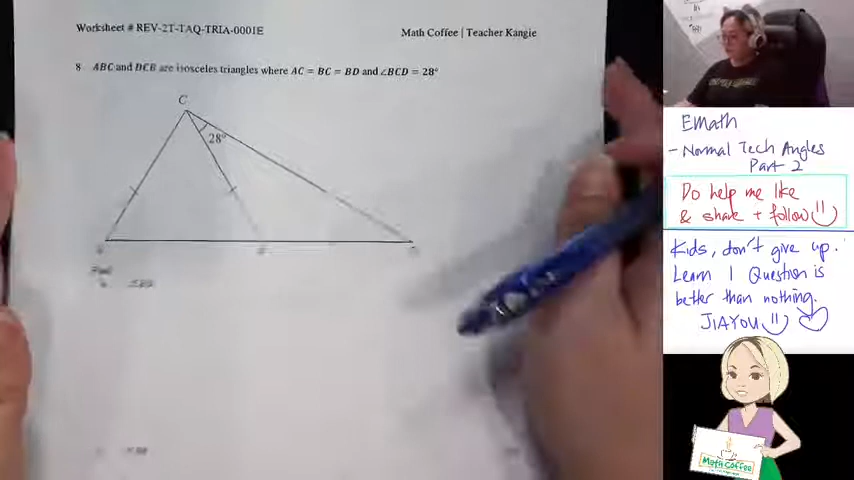 Worksheet # REV-2T-TAQ-TRIA-0001E
Math Coffee | Teacher Kangie
8 ABC and DCB are isosceles triangles where AC = BC = BD and ∠BCD = 28°
C
28°
EMath
- Normal Tech Angles
Part 2
Do help me like
& share + follow
Kids, don't give up.
Learn 1 Question is
better than nothing.
JIAYOU
Math Coffee